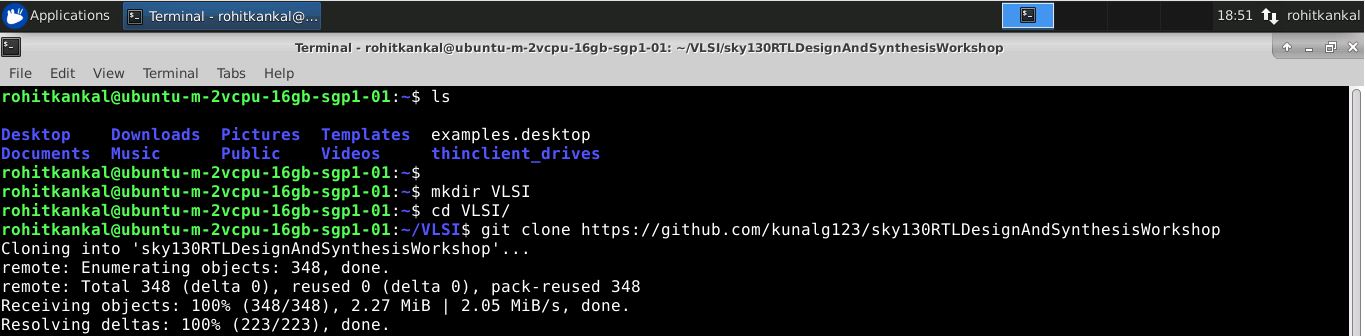 Applications Terminal - rohitkankal@... 18:51 rohitkankal
Terminal - rohitkankal@ubuntu-m-2vcpu-16gb-sgp1-01: ~/VLSI/sky130RTLDesignAndSynthesisWorkshop
File Edit View Terminal Tabs Help
rohitkankal@ubuntu-m-2vcpu-16gb-sgp1-01:~$ ls
Desktop Downloads Pictures Templates examples.desktop
Documents Music Public Videos thinclient_drives
rohitkankal@ubuntu-m-2vcpu-16gb-sgp1-01:~$
rohitkankal@ubuntu-m-2vcpu-16gb-sgp1-01:~$ mkdir VLSI
rohitkankal@ubuntu-m-2vcpu-16gb-sgp1-01:~$ cd VLSI/
rohitkankal@ubuntu-m-2vcpu-16gb-sgp1-01:~/VLSI$ git clone https://github.com/kunalg123/sky130RTLDesignAndSynthesisWorkshop
Cloning into 'sky130RTLDesignAndSynthesisWorkshop'...
remote: Enumerating objects: 348, done.
remote: Total 348 (delta 0), reused 0 (delta 0), pack-reused 348
Receiving objects: 100% (348/348), 2.27 MiB | 2.05 MiB/s, done.
Resolving deltas: 100% (223/223), done.